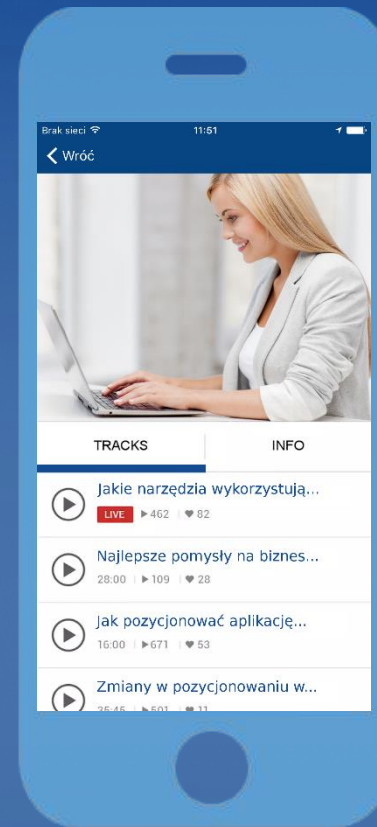 Brak sieci 11:51
Wróć
TRACKS INFO
Jakie narzędzia wykorzystują...
LIVE 462 82
Najlepsze pomysły na biznes...
28:00 109 28
Jak pozycjonować aplikację...
16:00 671 53
Zmiany w pozycjonowaniu w...